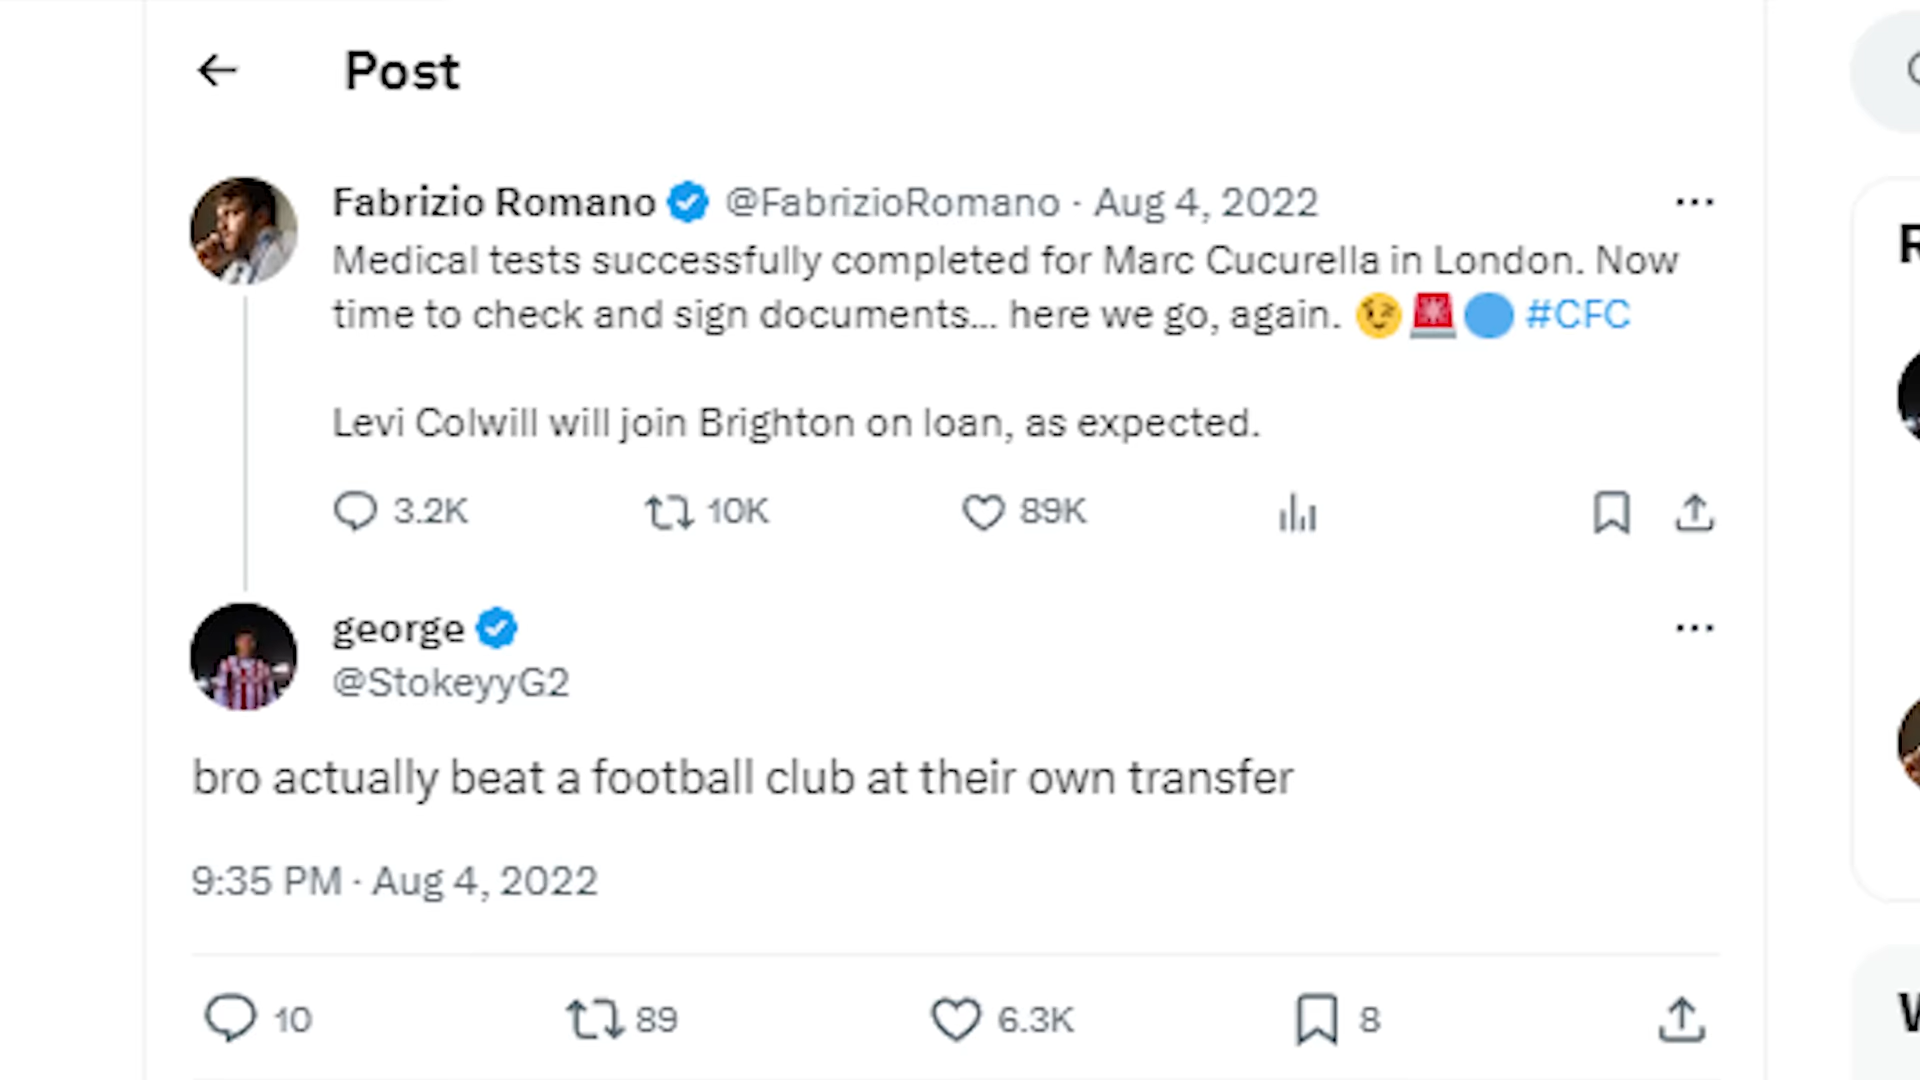 Post
Fabrizio Romano @FabrizioRomano · Aug 4, 2022
Medical tests successfully completed for Marc Cucurella in London. Now
time to check and sign documents... here we go, again. 😉🚨🔵 #CFC
Levi Colwill will join Brighton on loan, as expected.
3.2K 10K 89K
george
@StokeyyG2
bro actually beat a football club at their own transfer
9:35 PM · Aug 4, 2022
10 89 6.3K 8